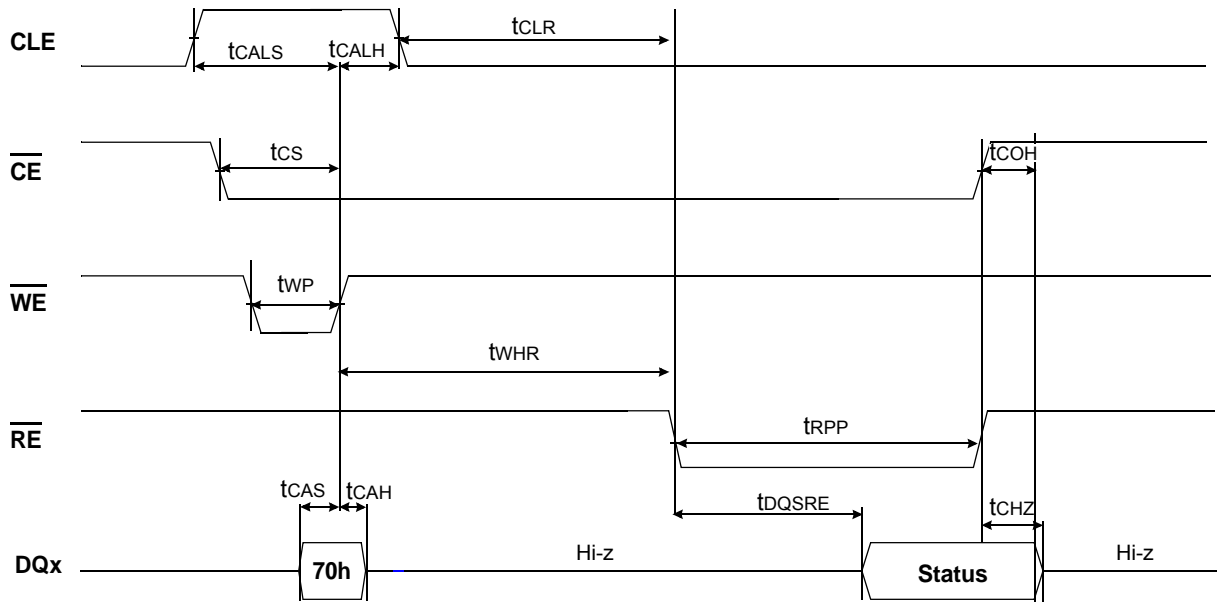 CLE
tCLR
tCALS
tCALH
CE
tCS
tCOH
WE
tWP
tWHR
RE
tRPP
tCAS
tCAH
tDQSRE
tCHZ
DQx
70h
Hi-z
Status
Hi-z